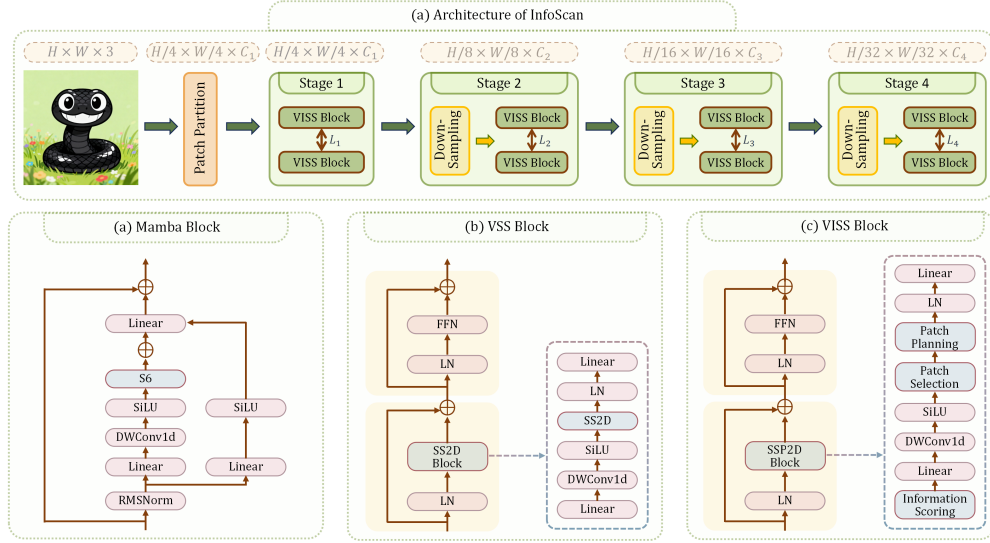 (a) Architecture of InfoScan
H × W × 3
H/4 × W/4 × C₁
H/4 × W/4 × C₁
H/8 × W/8 × C₂
H/16 × W/16 × C₃
H/32 × W/32 × C₄
Patch Partition
Stage 1
VISS Block
L₁
VISS Block
Stage 2
Down-
Sampling
VISS Block
L₂
VISS Block
Stage 3
Down-
Sampling
VISS Block
L₃
VISS Block
Stage 4
Down-
Sampling
VISS Block
L₄
VISS Block
(a) Mamba Block
Linear
S6
SiLU
DWConv1d
Linear
RMSNorm
SiLU
Linear
(b) VSS Block
FFN
LN
SS2D
Block
LN
Linear
LN
SS2D
SiLU
DWConv1d
Linear
(c) VISS Block
FFN
LN
SSP2D
Block
LN
Linear
LN
Patch
Planning
Patch
Selection
SiLU
DWConv1d
Linear
Information
Scoring